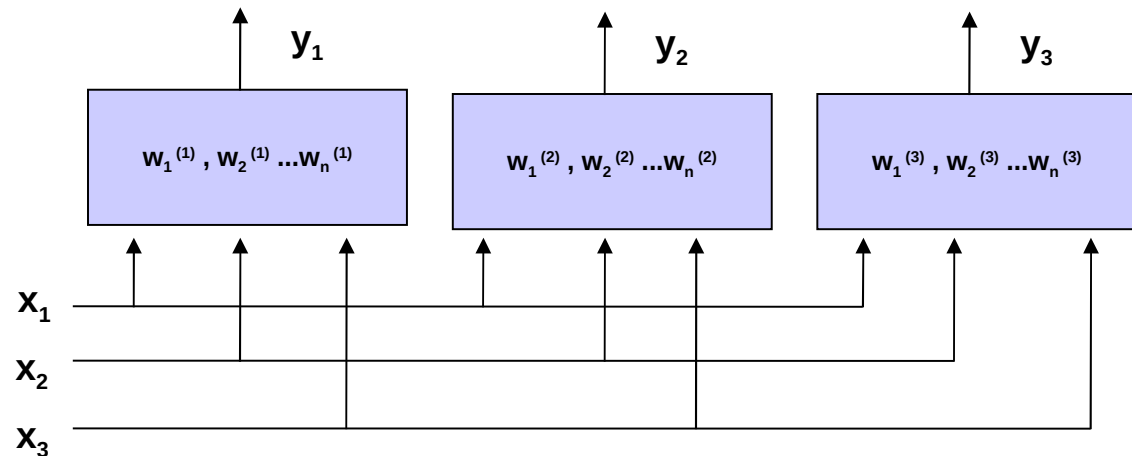 y₁ y₂ y₃
w₁⁽¹⁾ , w₂⁽¹⁾ ...wₙ⁽¹⁾ w₁⁽²⁾ , w₂⁽²⁾ ...wₙ⁽²⁾ w₁⁽³⁾ , w₂⁽³⁾ ...wₙ⁽³⁾
x₁
x₂
x₃